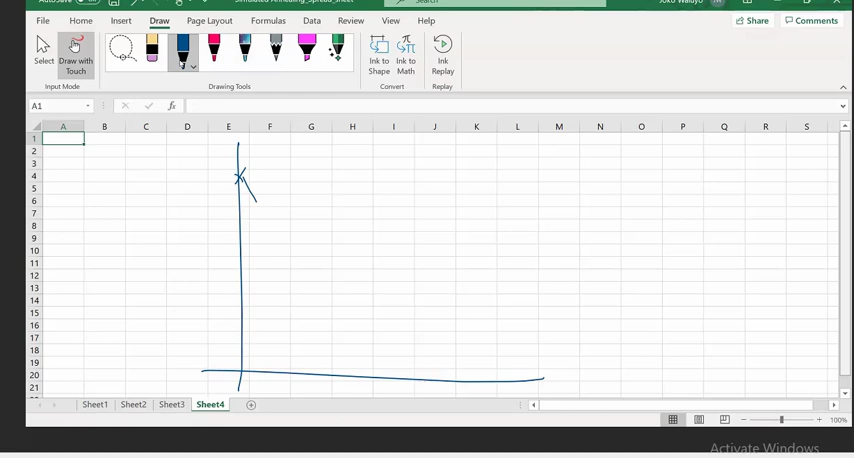 AutoSave
Simulated Annealing_Spread_sheet
Search
Joko Waluyo
File Home Insert Draw Page Layout Formulas Data Review View Help
Share Comments
Select
Draw with
Touch
Ink to
Shape
Ink to
Math
Ink
Replay
Input Mode Drawing Tools Convert Replay
A1 fx
A B C D E F G H I J K L M N O P Q R S
1
2
3
4
5
6
7
8
9
10
11
12
13
14
15
16
17
18
19
20
21
Sheet1 Sheet2 Sheet3 Sheet4
100%
Activate Windows